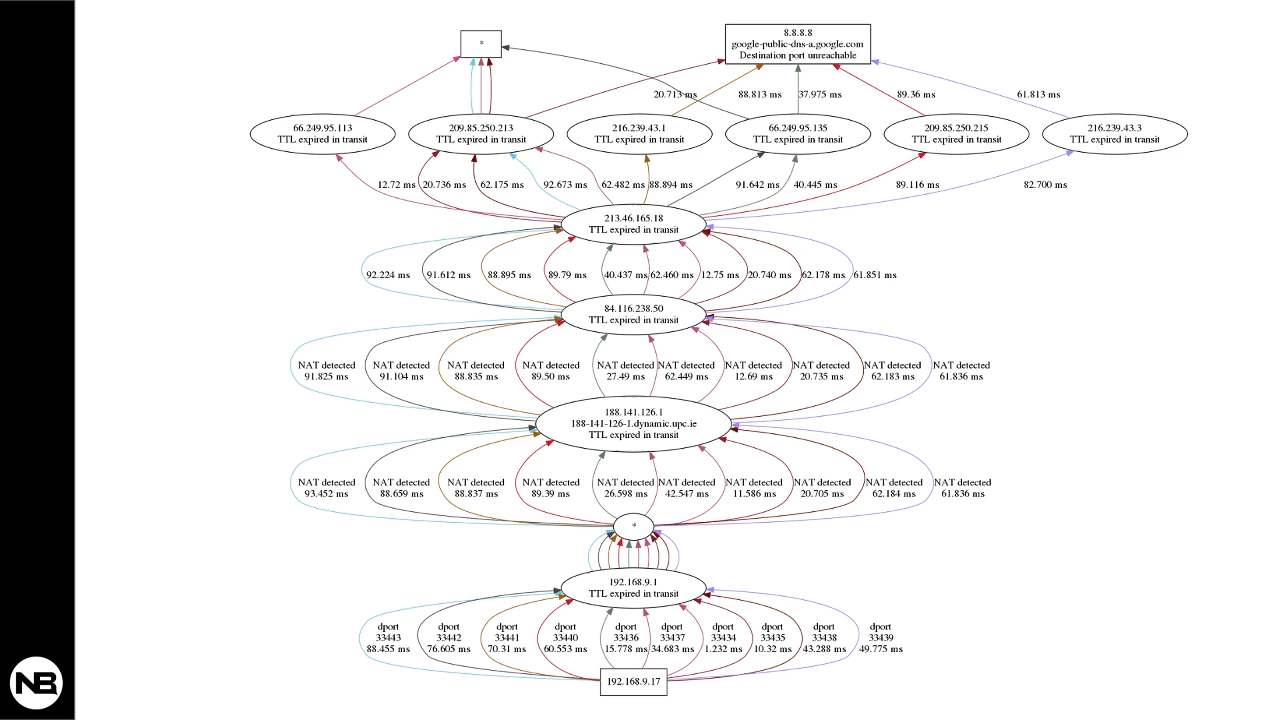 *
8.8.8.8
google-public-dns-a.google.com
Destination port unreachable
20.713 ms
88.813 ms
37.975 ms
89.36 ms
61.813 ms
66.249.95.113
TTL expired in transit
209.85.250.213
TTL expired in transit
216.239.43.1
TTL expired in transit
66.249.95.135
TTL expired in transit
209.85.250.215
TTL expired in transit
216.239.43.3
TTL expired in transit
12.72 ms
20.736 ms
62.175 ms
92.673 ms
62.482 ms
88.894 ms
91.642 ms
40.445 ms
89.116 ms
82.700 ms
213.46.165.18
TTL expired in transit
92.224 ms
91.612 ms
88.895 ms
89.79 ms
40.437 ms
62.460 ms
12.75 ms
20.740 ms
62.178 ms
61.851 ms
84.116.238.50
TTL expired in transit
NAT detected
91.825 ms
NAT detected
91.104 ms
NAT detected
88.835 ms
NAT detected
89.50 ms
NAT detected
27.49 ms
NAT detected
62.449 ms
NAT detected
12.69 ms
NAT detected
20.735 ms
NAT detected
62.183 ms
NAT detected
61.836 ms
188.141.126.1
188-141-126-1.dynamic.upc.ie
TTL expired in transit
NAT detected
93.452 ms
NAT detected
88.659 ms
NAT detected
88.837 ms
NAT detected
89.39 ms
NAT detected
26.598 ms
NAT detected
42.547 ms
NAT detected
11.586 ms
NAT detected
20.705 ms
NAT detected
62.184 ms
NAT detected
61.836 ms
*
192.168.9.1
TTL expired in transit
dport
33443
88.455 ms
dport
33442
76.605 ms
dport
33441
70.31 ms
dport
33440
60.553 ms
dport
33436
15.778 ms
dport
33437
34.683 ms
dport
33434
1.232 ms
dport
33435
10.32 ms
dport
33438
43.288 ms
dport
33439
49.775 ms
192.168.9.17
NB